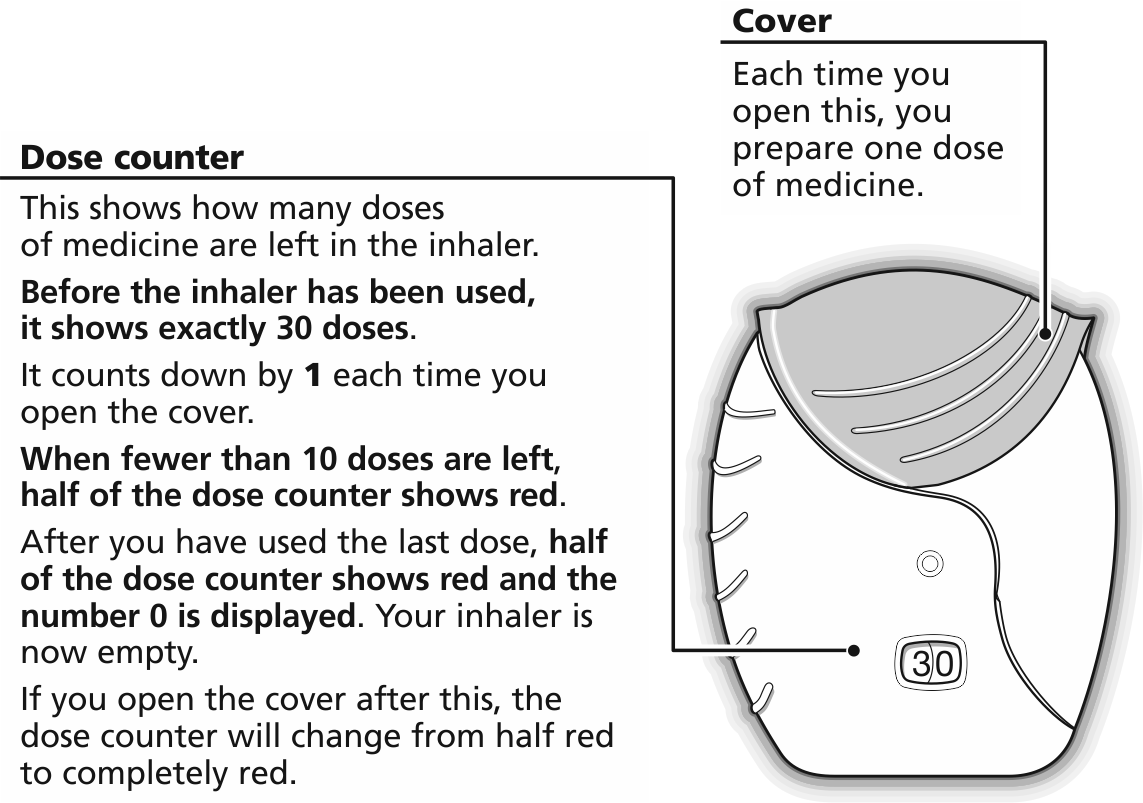 Cover
Each time you
open this, you
prepare one dose
of medicine.
Dose counter
This shows how many doses
of medicine are left in the inhaler.
Before the inhaler has been used,
it shows exactly 30 doses.
It counts down by 1 each time you
open the cover.
When fewer than 10 doses are left,
half of the dose counter shows red.
After you have used the last dose, half
of the dose counter shows red and the
number 0 is displayed. Your inhaler is
now empty.
If you open the cover after this, the
dose counter will change from half red
to completely red.
30